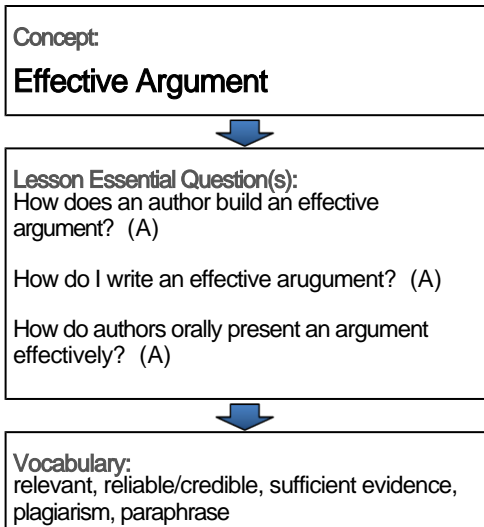 Concept:
Effective Argument
Lesson Essential Question(s):
How does an author build an effective
argument?  (A)
How do I write an effective arugument?  (A)
How do authors orally present an argument
effectively?  (A)
Vocabulary:
relevant, reliable/credible, sufficient evidence,
plagiarism, paraphrase